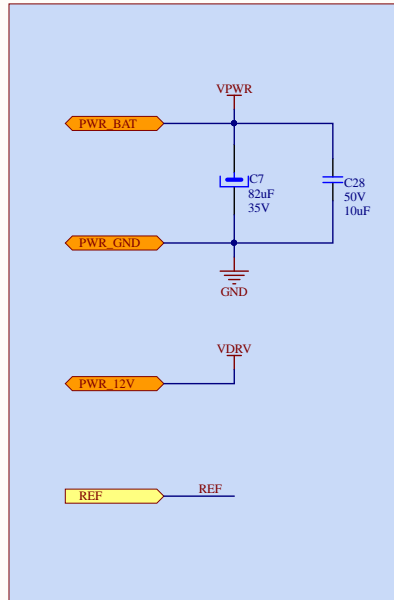 VPWR
PWR_BAT
C7
82uF
35V
C28
50V
10uF
PWR_GND
GND
VDRV
PWR_12V
REF
REF